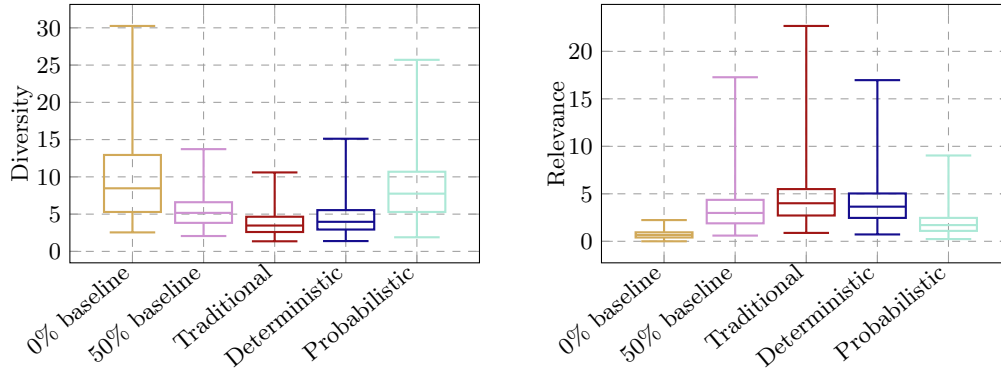 Diversity
30
25
20
15
10
5
0
0% baseline
50% baseline
Traditional
Deterministic
Probabilistic
Relevance
20
15
10
5
0
0% baseline
50% baseline
Traditional
Deterministic
Probabilistic